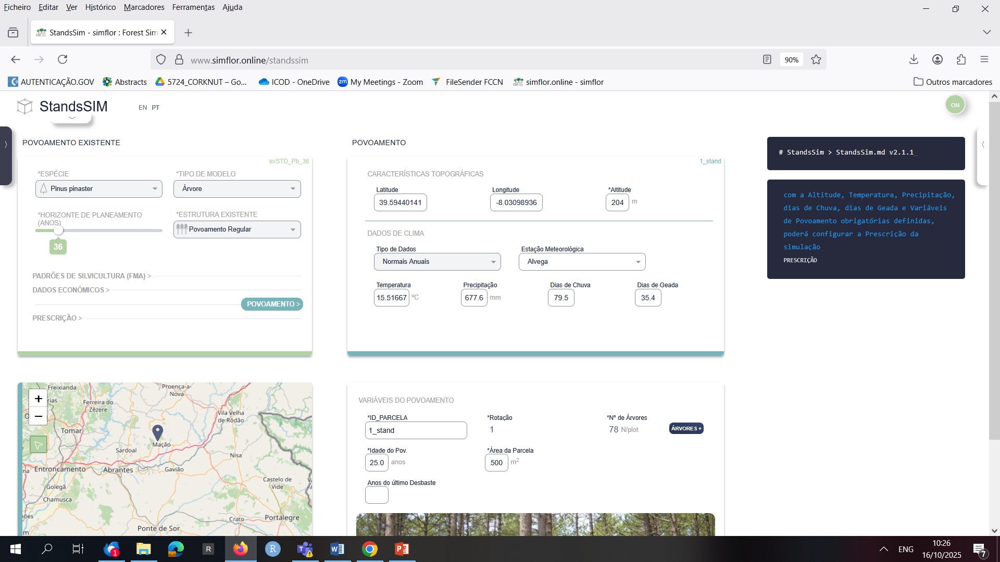 Ficheiro Editar Ver Histórico Marcadores Ferramentas Ajuda
StandsSim - simflor : Forest Sim
www.simflor.online/standssim
90%
AUTENTICAÇÃO.GOV Abstracts 5724_CORKNUT – Go... ICOD - OneDrive zm My Meetings - Zoom FileSender FCCN simflor.online - simflor Outros marcadores
StandsSIM EN PT
ON
POVOAMENTO EXISTENTE
exSTD_Pb_36
*ESPÉCIE *TIPO DE MODELO
Pinus pinaster Árvore
*HORIZONTE DE PLANEAMENTO (ANOS) *ESTRUTURA EXISTENTE
Povoamento Regular
36
PADRÕES DE SILVICULTURA (FMA) >
DADOS ECONÓMICOS >
POVOAMENTO >
PRESCRIÇÃO >
POVOAMENTO
1_stand
CARACTERÍSTICAS TOPOGRÁFICAS
Latitude Longitude *Altitude
39.59440141 -8.03098936 204 m
DADOS DE CLIMA
Tipo de Dados Estação Meteorológica
Normais Anuais Alvega
Temperatura Precipitação Dias de Chuva Dias de Geada
15.51667 ºC 677.6 mm 79.5 35.4
# StandsSim > StandsSim.md v2.1.1_
com a Altitude, Temperatura, Precipitação,
dias de Chuva, dias de Geada e Variáveis
de Povoamento obrigatórias definidas,
poderá configurar a Prescrição da
simulação
PRESCRIÇÃO
+
−
Freixianda
Proença-a-Nova
rias
Ferreira do Zêzere
Vila Velha de Ródão
Tomar
Mação
Sardoal
Nisa
Entroncamento
Abrantes
Gavião
na
Castelo de Vide
Golegã
Chamusca
ões
Crato
Portalegre
Ponte de Sor
m
VARIÁVEIS DO POVOAMENTO
*ID_PARCELA *Rotação *Nº de Árvores
1_stand 1 78 N/plot ÁRVORES +
*Idade do Pov. *Área da Parcela
25.0 anos 500 m2
Anos do último Desbaste
1 R R W P
ENG
10:26
16/10/2025
7